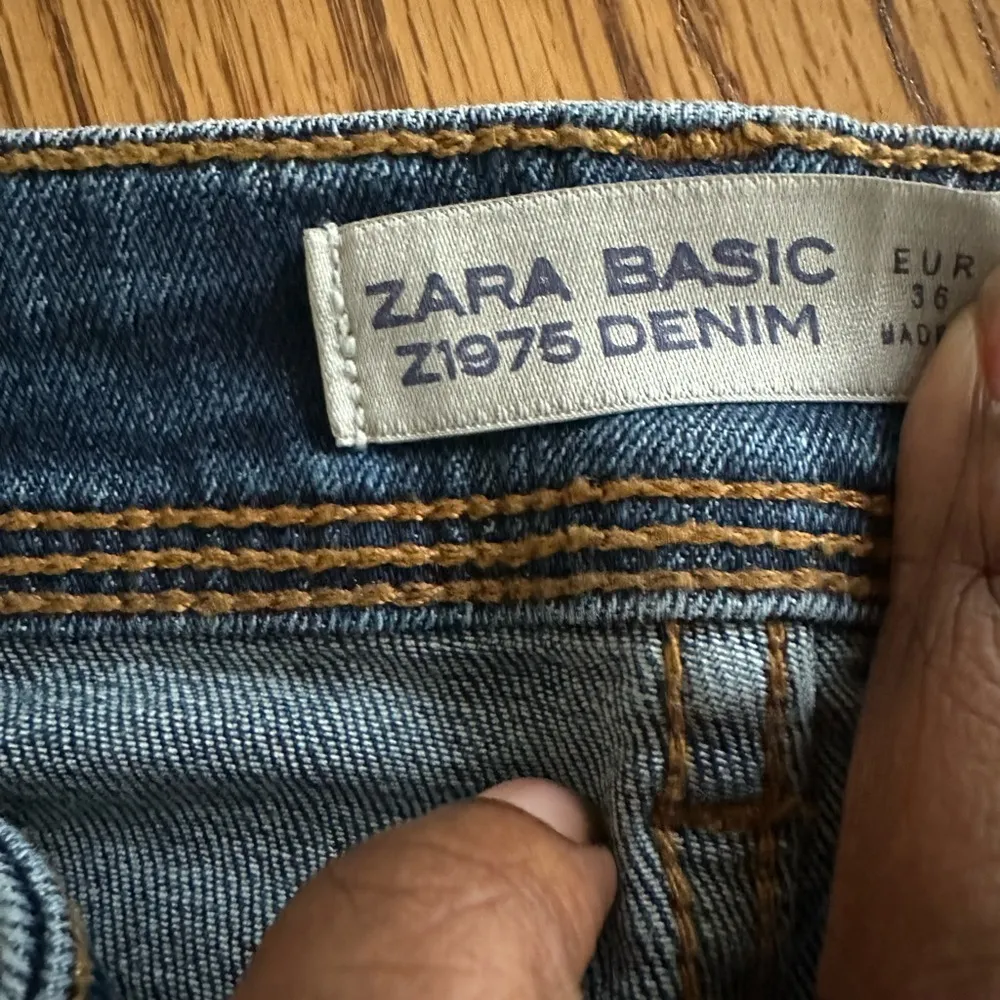 ZARA BASIC
Z1975 DENIM
EUR
36